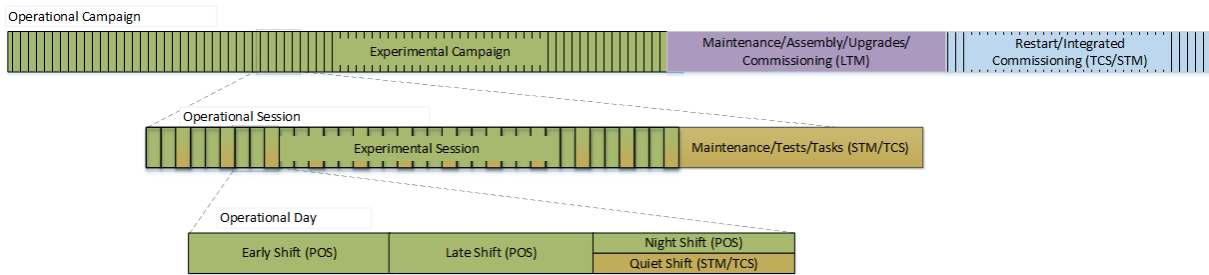 Operational Campaign
Experimental Campaign
Maintenance/Assembly/Upgrades/
Commissioning (LTM)
Restart/Integrated
Commissioning (TCS/STM)
Operational Session
Experimental Session
Maintenance/Tests/Tasks (STM/TCS)
Operational Day
Early Shift (POS)
Late Shift (POS)
Night Shift (POS)
Quiet Shift (STM/TCS)